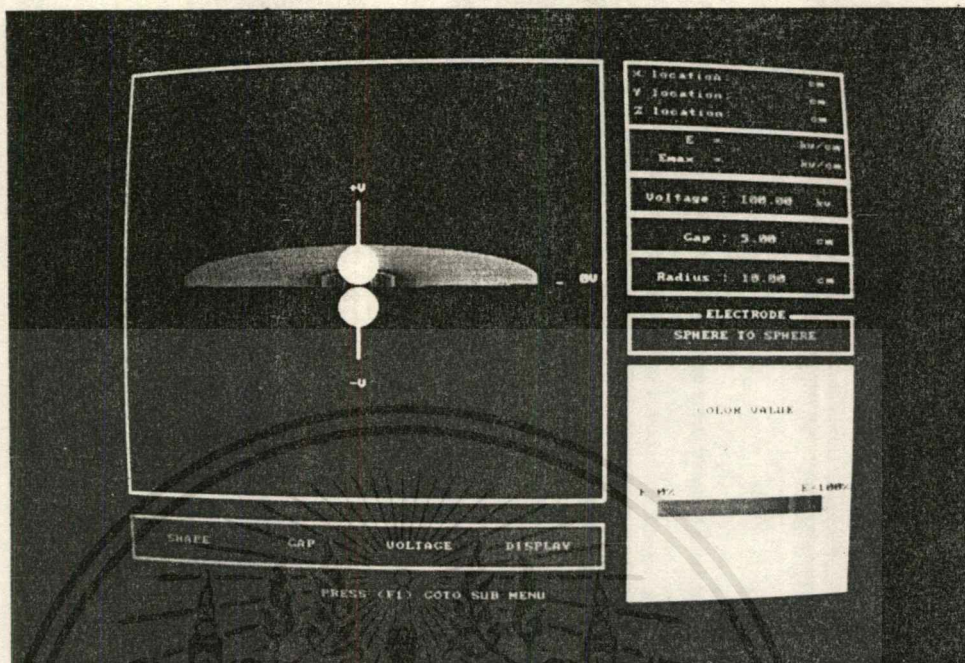 +V
0V
-V
X location: cm
Y location: cm
Z location: cm
E = kv/cm
Emax = kv/cm
Voltage : 100.00 kv
Gap : 5.00 cm
Radius : 10.00 cm
ELECTRODE
SPHERE TO SPHERE
COLOR VALUE
E=0% E=100%
SHAPE GAP VOLTAGE DISPLAY
PRESS (F1) GOTO SUB MENU